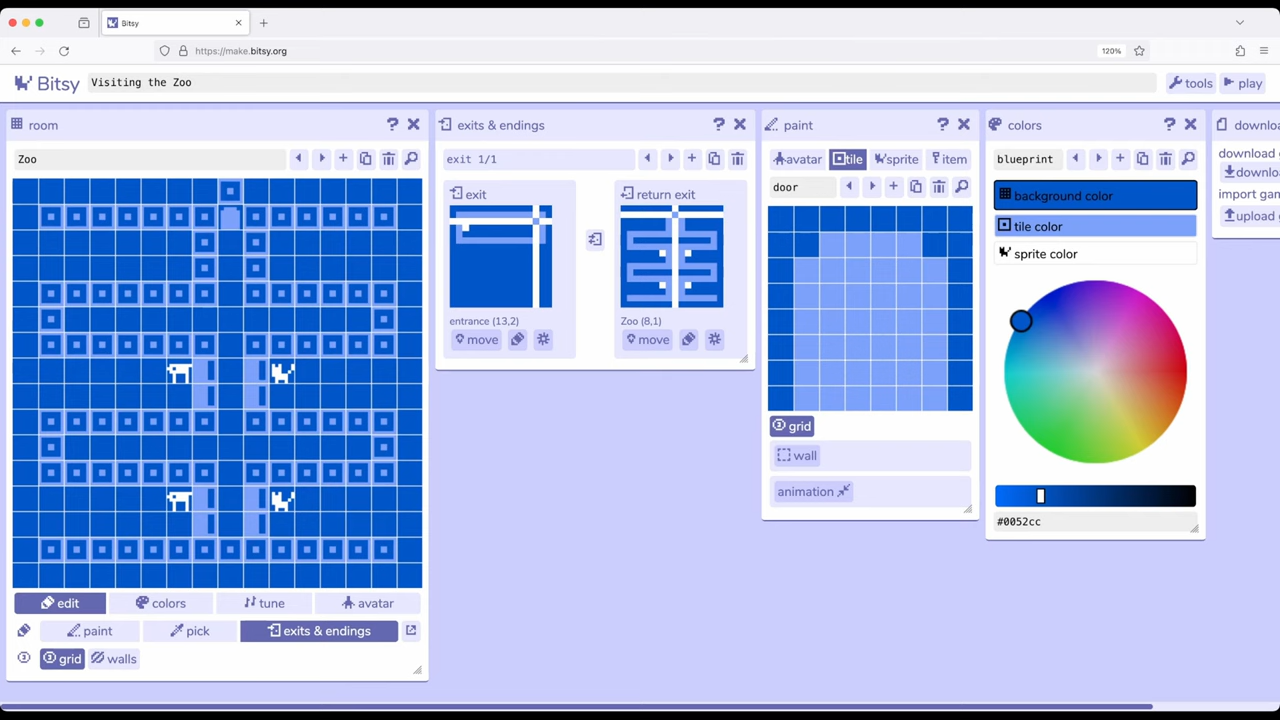 Bitsy
https://make.bitsy.org
120%
Bitsy
Visiting the Zoo
tools
play
room
?
Zoo
edit
colors
tune
avatar
paint
pick
exits & endings
grid
walls
exits & endings
?
exit 1/1
exit
return exit
entrance (13,2)
Zoo (8,1)
move
move
paint
?
avatar
tile
sprite
item
door
grid
wall
animation
colors
?
blueprint
background color
tile color
sprite color
#0052cc
downloa
download g
downloa
import gan
upload g